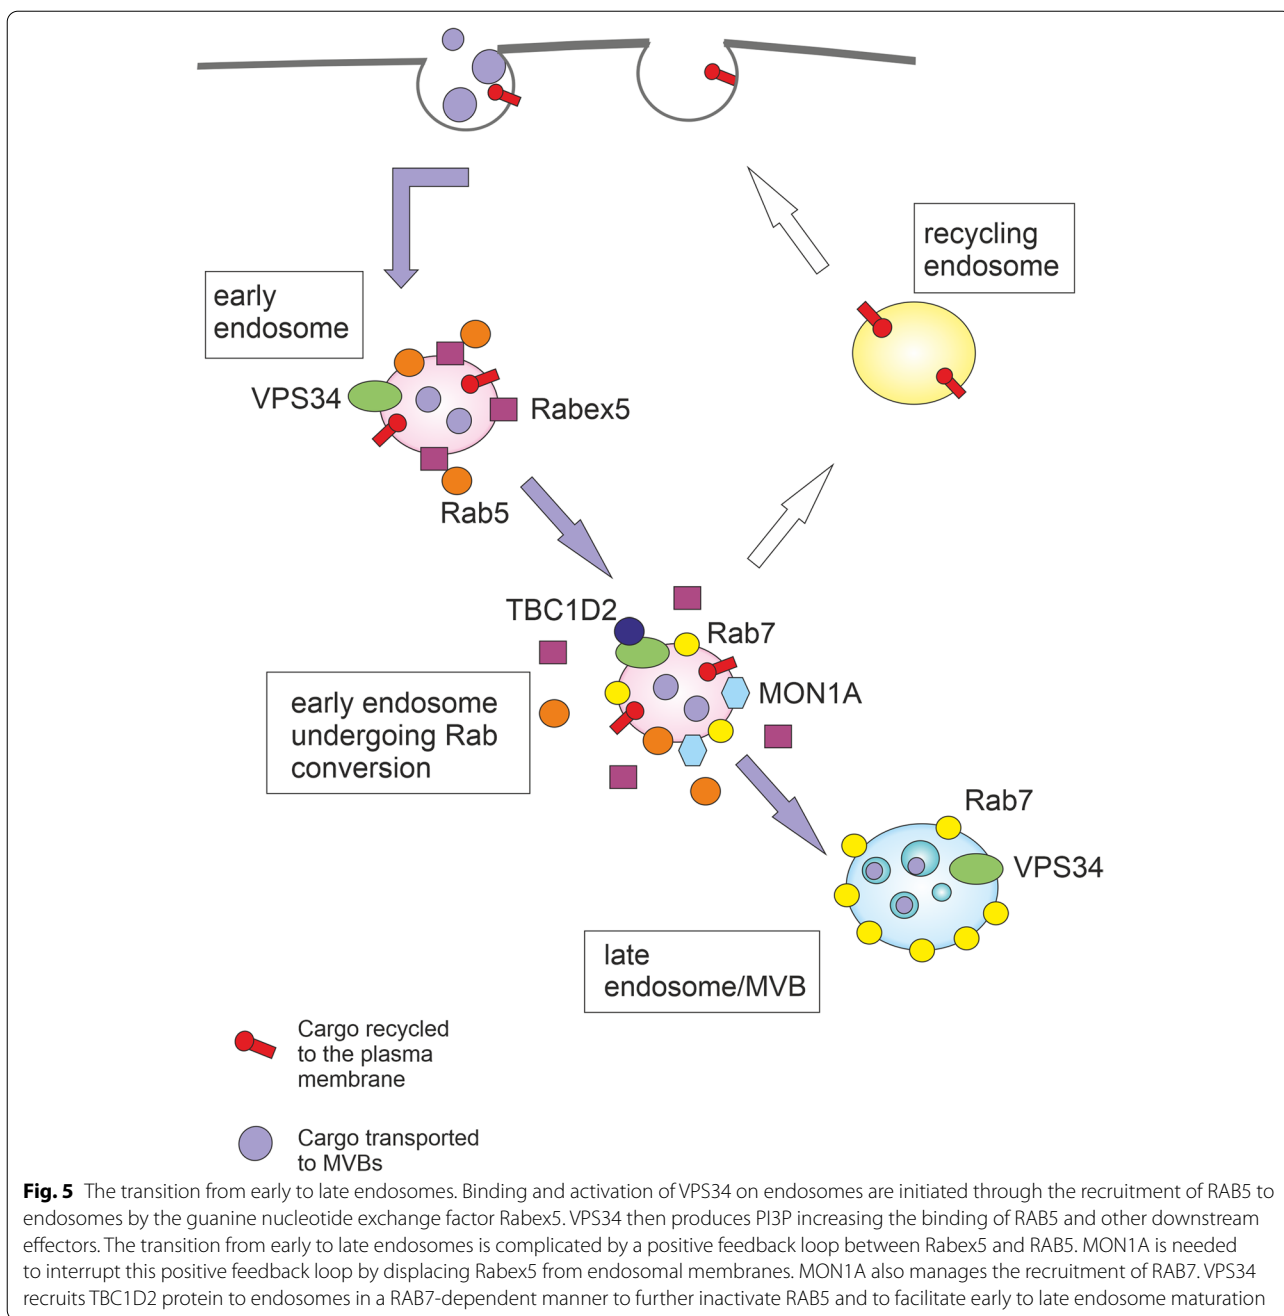 recycling
endosome
early
endosome
VPS34
Rabex5
Rab5
TBC1D2
Rab7
MON1A
early endosome
undergoing Rab
conversion
Rab7
VPS34
late
endosome/MVB
Cargo recycled
to the plasma
membrane
Cargo transported
to MVBs
Fig. 5 The transition from early to late endosomes. Binding and activation of VPS34 on endosomes are initiated through the recruitment of RAB5 to
endosomes by the guanine nucleotide exchange factor Rabex5. VPS34 then produces PI3P increasing the binding of RAB5 and other downstream
effectors. The transition from early to late endosomes is complicated by a positive feedback loop between Rabex5 and RAB5. MON1A is needed
to interrupt this positive feedback loop by displacing Rabex5 from endosomal membranes. MON1A also manages the recruitment of RAB7. VPS34
recruits TBC1D2 protein to endosomes in a RAB7-dependent manner to further inactivate RAB5 and to facilitate early to late endosome maturation